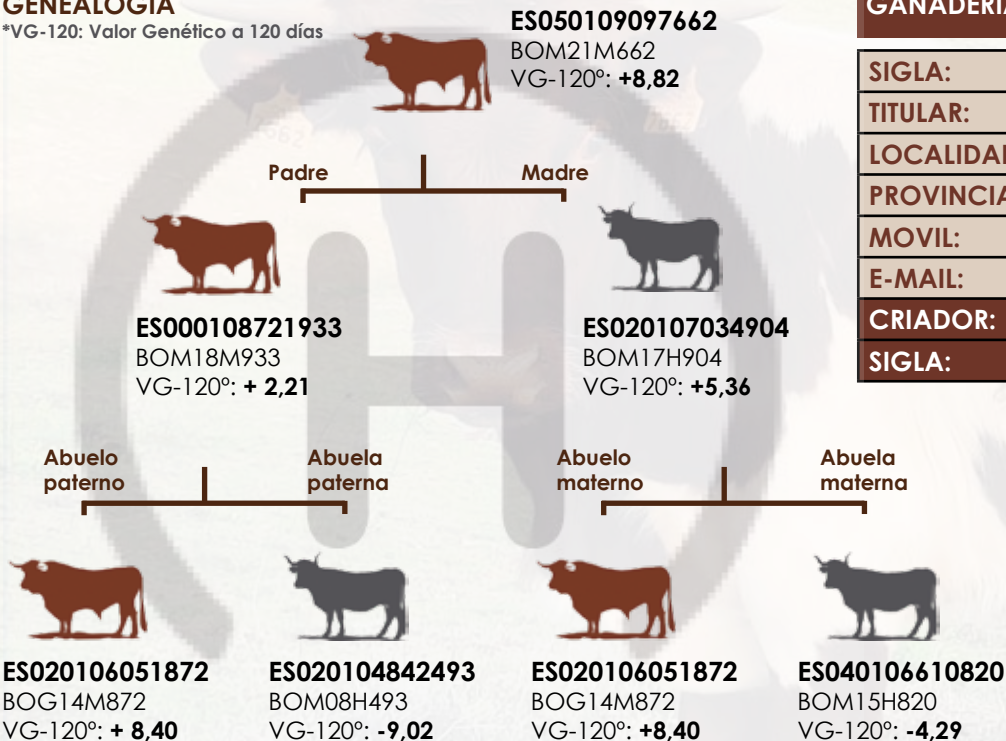 GENEALOGÍA
*VG-120: Valor Genético a 120 días
ES050109097662
BOM21M662
VG-120º: +8,82
Padre
Madre
ES000108721933
BOM18M933
VG-120º: + 2,21
ES020107034904
BOM17H904
VG-120º: +5,36
Abuelo
paterno
Abuela
paterna
Abuelo
materno
Abuela
materna
ES020106051872
BOG14M872
VG-120º: + 8,40
ES020104842493
BOM08H493
VG-120º: -9,02
ES020106051872
BOG14M872
VG-120º: +8,40
ES040106610820
BOM15H820
VG-120º: -4,29
GANADERIA
SIGLA:
TITULAR:
LOCALIDAD
PROVINCIA
MOVIL:
E-MAIL:
CRIADOR:
SIGLA: